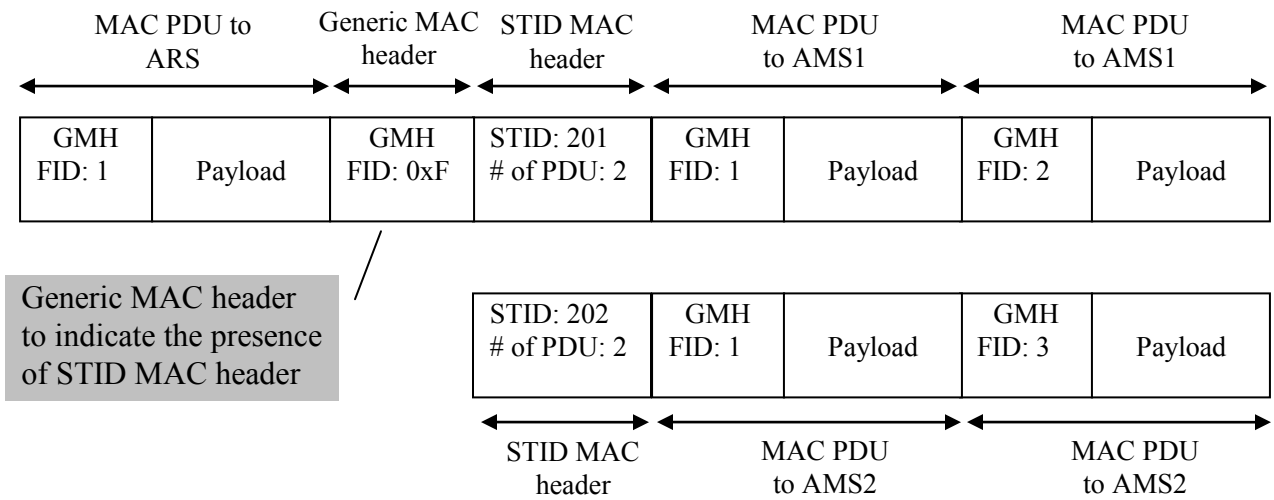 MAC PDU to
ARS
Generic MAC
header
STID MAC
header
MAC PDU
to AMS1
MAC PDU
to AMS1
GMH
FID: 1
Payload
GMH
FID: 0xF
STID: 201
# of PDU: 2
GMH
FID: 1
Payload
GMH
FID: 2
Payload
Generic MAC header
to indicate the presence
of STID MAC header
STID: 202
# of PDU: 2
GMH
FID: 1
Payload
GMH
FID: 3
Payload
STID MAC
header
MAC PDU
to AMS2
MAC PDU
to AMS2